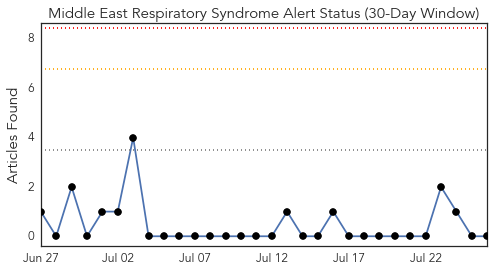 Middle East Respiratory Syndrome Alert Status (30-Day Window)
Articles Found
8
6
4
2
0
Jun 27 Jul 02 Jul 07 Jul 12 Jul 17 Jul 22